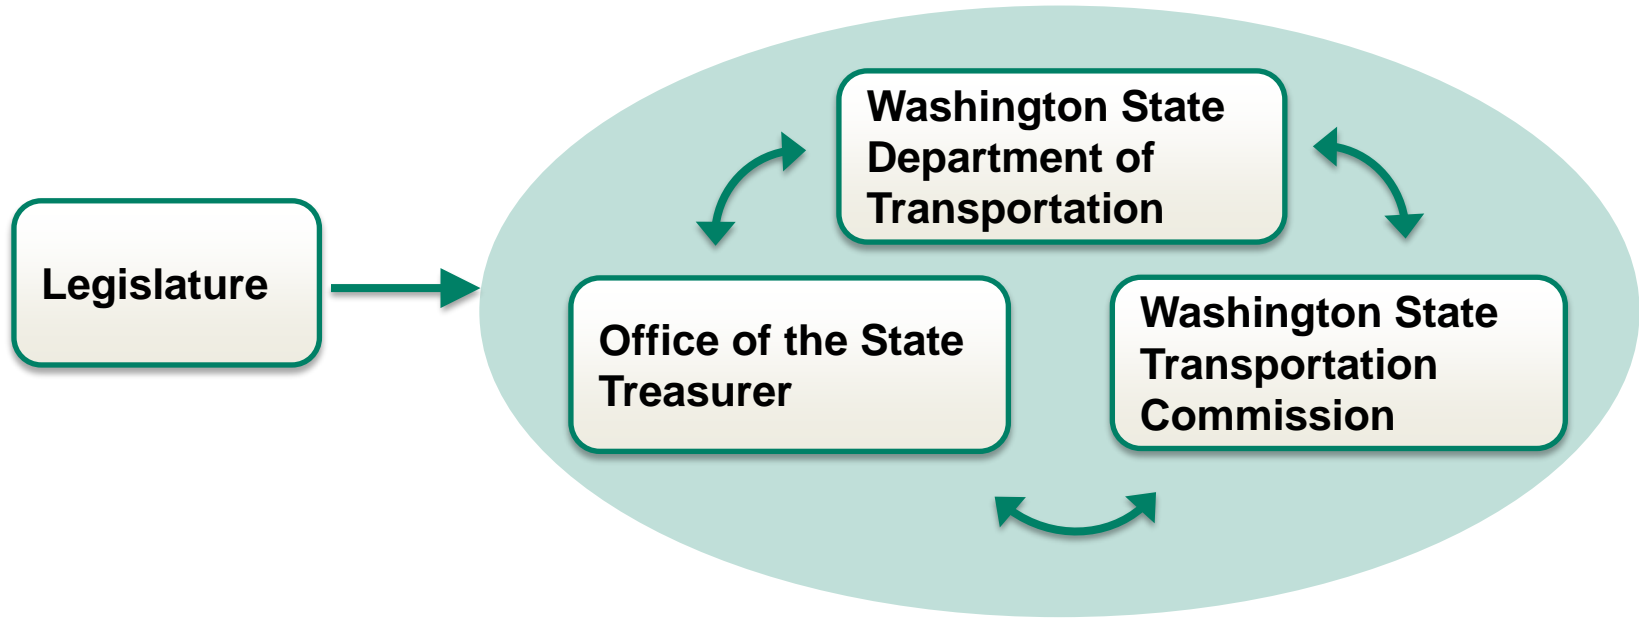 Legislature
Washington State
Department of
Transportation
Office of the State
Treasurer
Washington State
Transportation
Commission